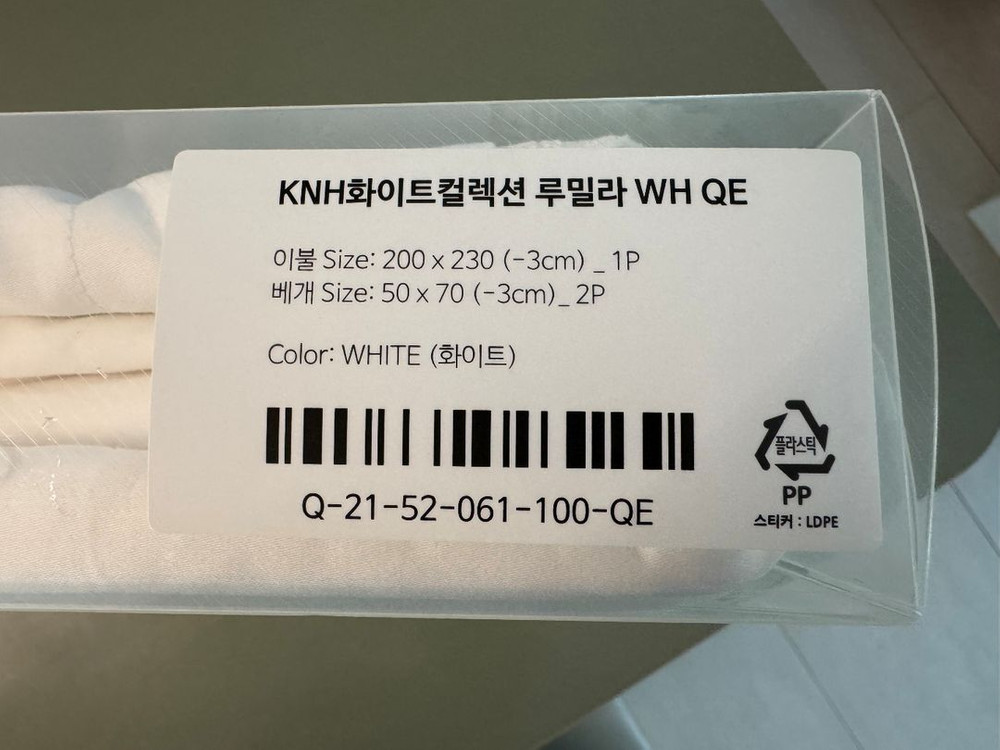 KNH화이트컬렉션 루밀라 WH QE
이불 Size: 200 x 230 (-3cm) _ 1P
베개 Size: 50 x 70 (-3cm)_ 2P
Color: WHITE (화이트)
Q-21-52-061-100-QE
플라스틱
PP
스티커 : LDPE